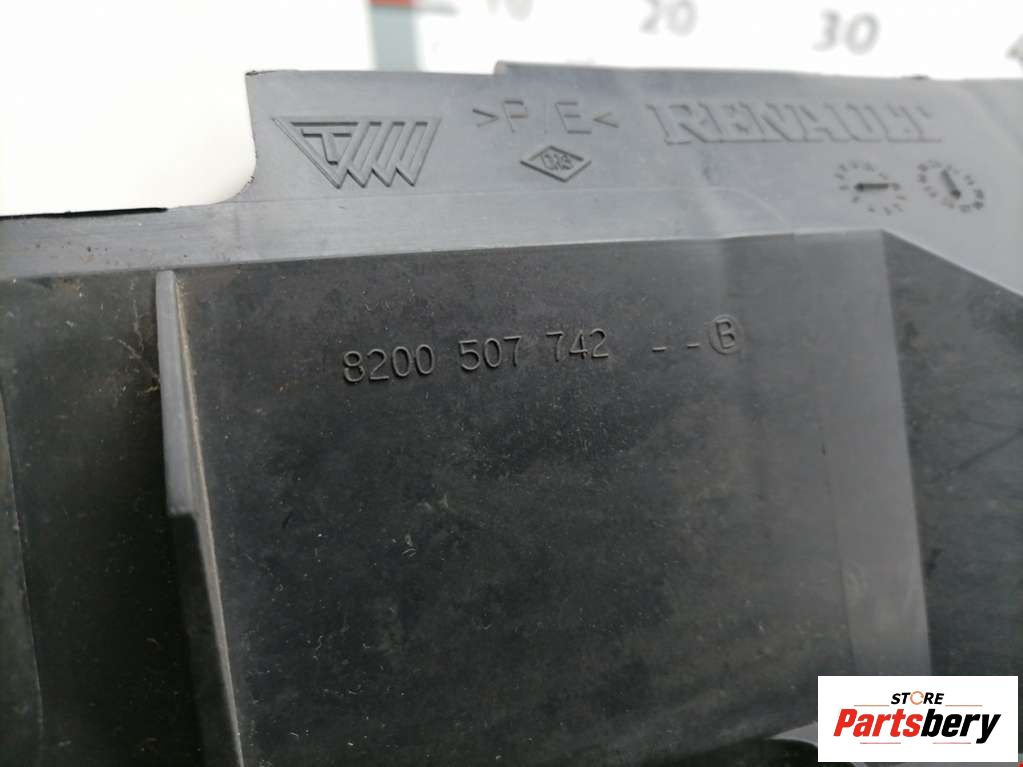 10 20 30
>P/E< RENAULT
8200 507 742 --B
STORE
Partsbery